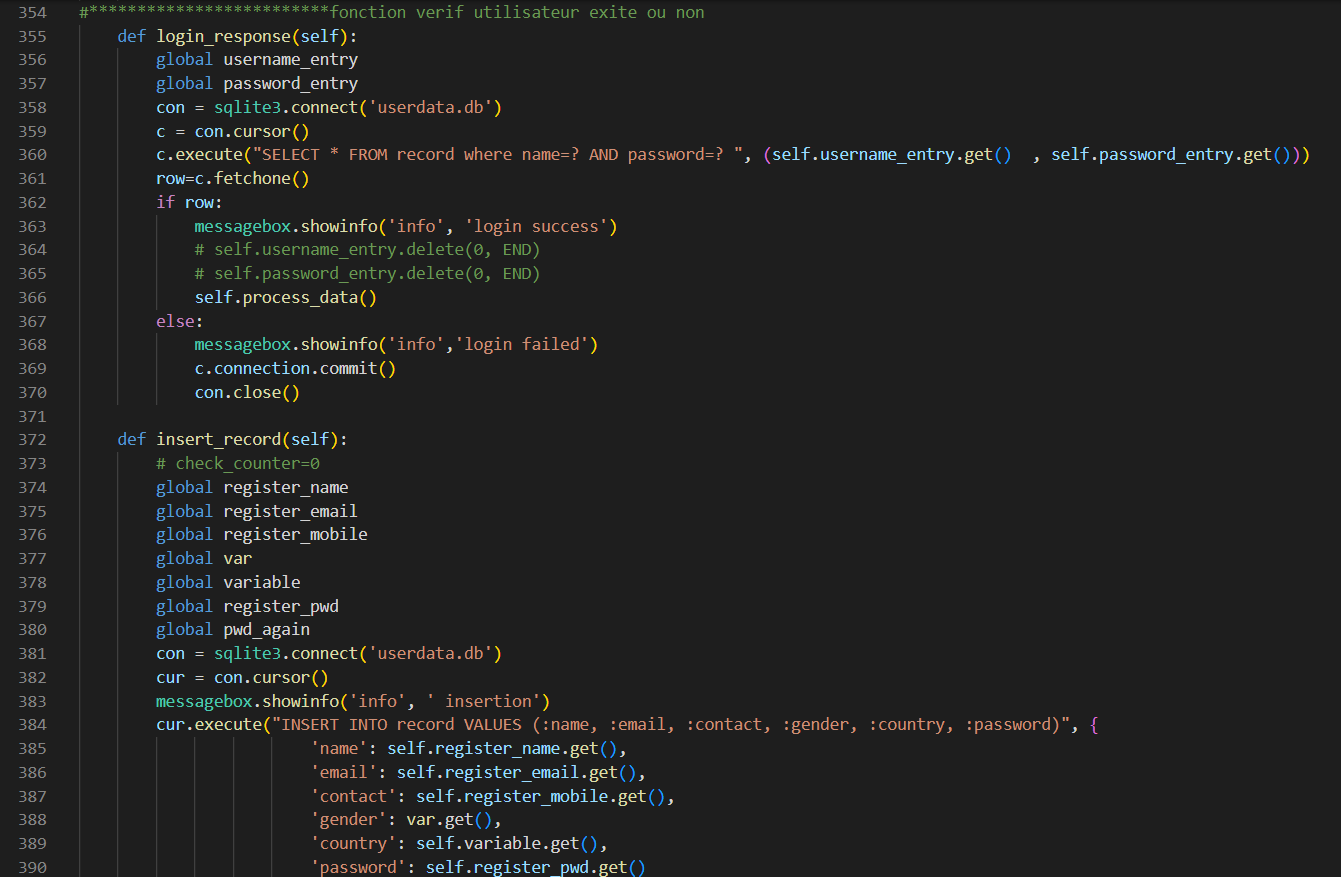 354 #*************************fonction verif utilisateur exite ou non
355     def login_response(self):
356         global username_entry
357         global password_entry
358         con = sqlite3.connect('userdata.db')
359         c = con.cursor()
360         c.execute("SELECT * FROM record where name=? AND password=? ", (self.username_entry.get()  , self.password_entry.get()))
361         row=c.fetchone()
362         if row:
363             messagebox.showinfo('info', 'login success')
364             # self.username_entry.delete(0, END)
365             # self.password_entry.delete(0, END)
366             self.process_data()
367         else:
368             messagebox.showinfo('info','login failed')
369             c.connection.commit()
370             con.close()
371
372     def insert_record(self):
373         # check_counter=0
374         global register_name
375         global register_email
376         global register_mobile
377         global var
378         global variable
379         global register_pwd
380         global pwd_again
381         con = sqlite3.connect('userdata.db')
382         cur = con.cursor()
383         messagebox.showinfo('info', ' insertion')
384         cur.execute("INSERT INTO record VALUES (:name, :email, :contact, :gender, :country, :password)", {
385                         'name': self.register_name.get(),
386                         'email': self.register_email.get(),
387                         'contact': self.register_mobile.get(),
388                         'gender': var.get(),
389                         'country': self.variable.get(),
390                         'password': self.register_pwd.get()